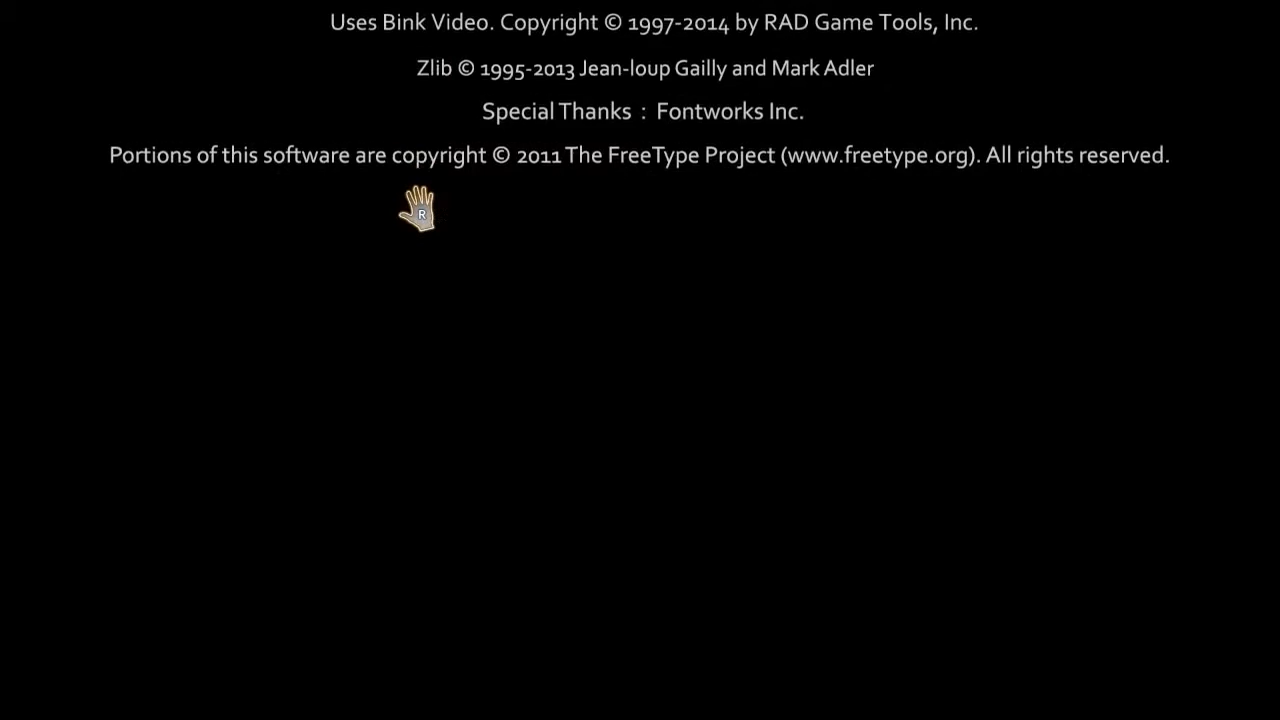 Uses Bink Video. Copyright © 1997-2014 by RAD Game Tools, Inc.
Zlib © 1995-2013 Jean-loup Gailly and Mark Adler
Special Thanks : Fontworks Inc.
Portions of this software are copyright © 2011 The FreeType Project (www.freetype.org). All rights reserved.
R